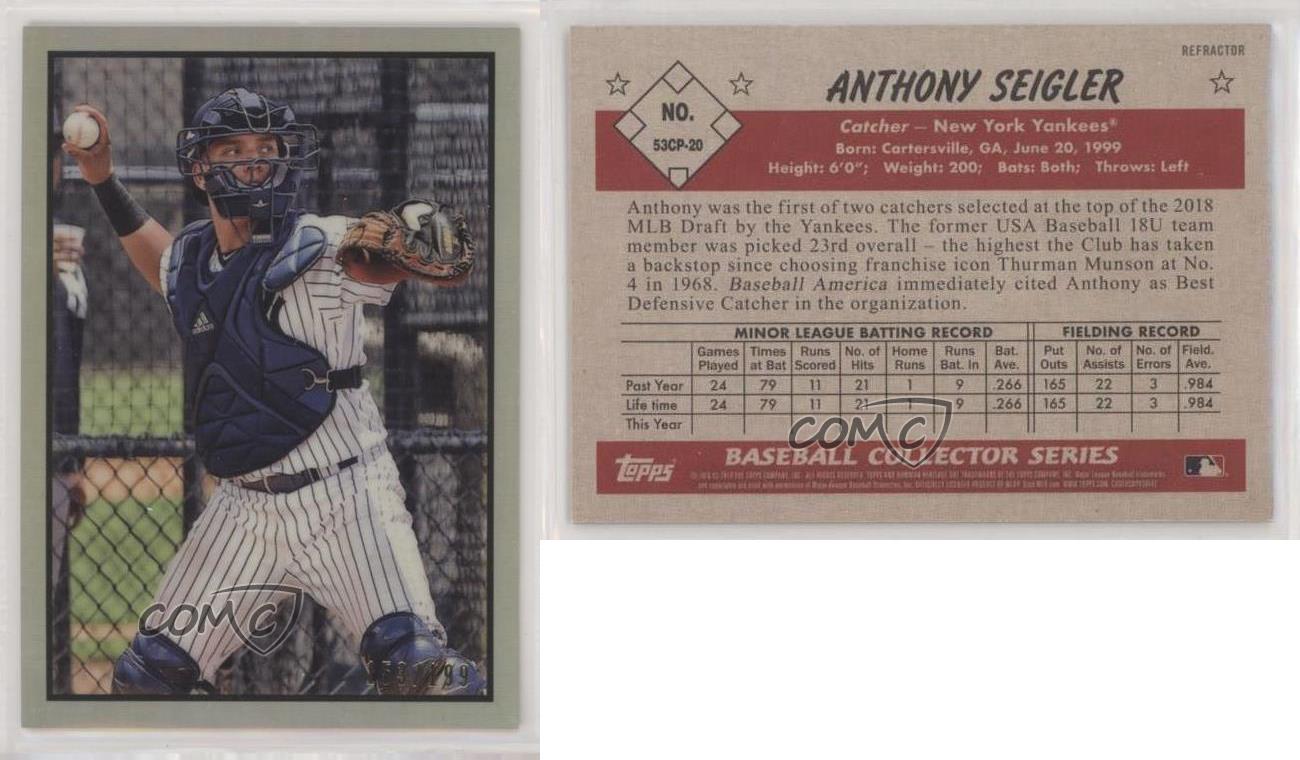 adidas
COMC
REFRACTOR
ANTHONY SEIGLER
NO.
53CP-20
Catcher – New York Yankees®
Born: Cartersville, GA, June 20, 1999
Height: 6'0"; Weight: 200; Bats: Both; Throws: Left
Anthony was the first of two catchers selected at the top of the 2018
MLB Draft by the Yankees. The former USA Baseball 18U team
member was picked 23rd overall – the highest the Club has taken
a backstop since choosing franchise icon Thurman Munson at No.
4 in 1968. Baseball America immediately cited Anthony as Best
Defensive Catcher in the organization.
MINOR LEAGUE BATTING RECORD FIELDING RECORD
Games Played Times at Bat Runs Scored No. of Hits Home Runs Runs Bat. In Bat. Ave. Put Outs No. of Assists No. of Errors Field. Ave.
Past Year 24 79 11 21 1 9 .266 165 22 3 .984
Life time 24 79 11 21 1 9 .266 165 22 3 .984
This Year
COMC
topps BASEBALL COLLECTOR SERIES